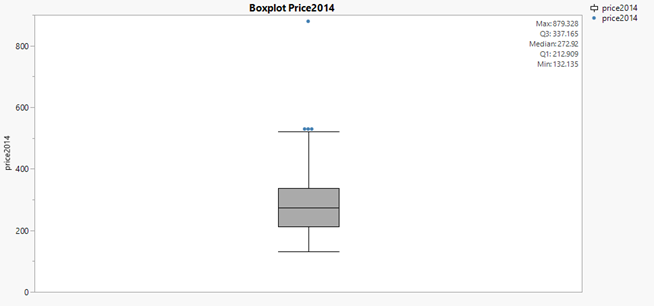 Boxplot Price2014
price2014
price2014
Max:879.328
Q3: 337.165
Median:272.92
Q1: 212.909
Min:132.135
800
600
400
200
0
price2014